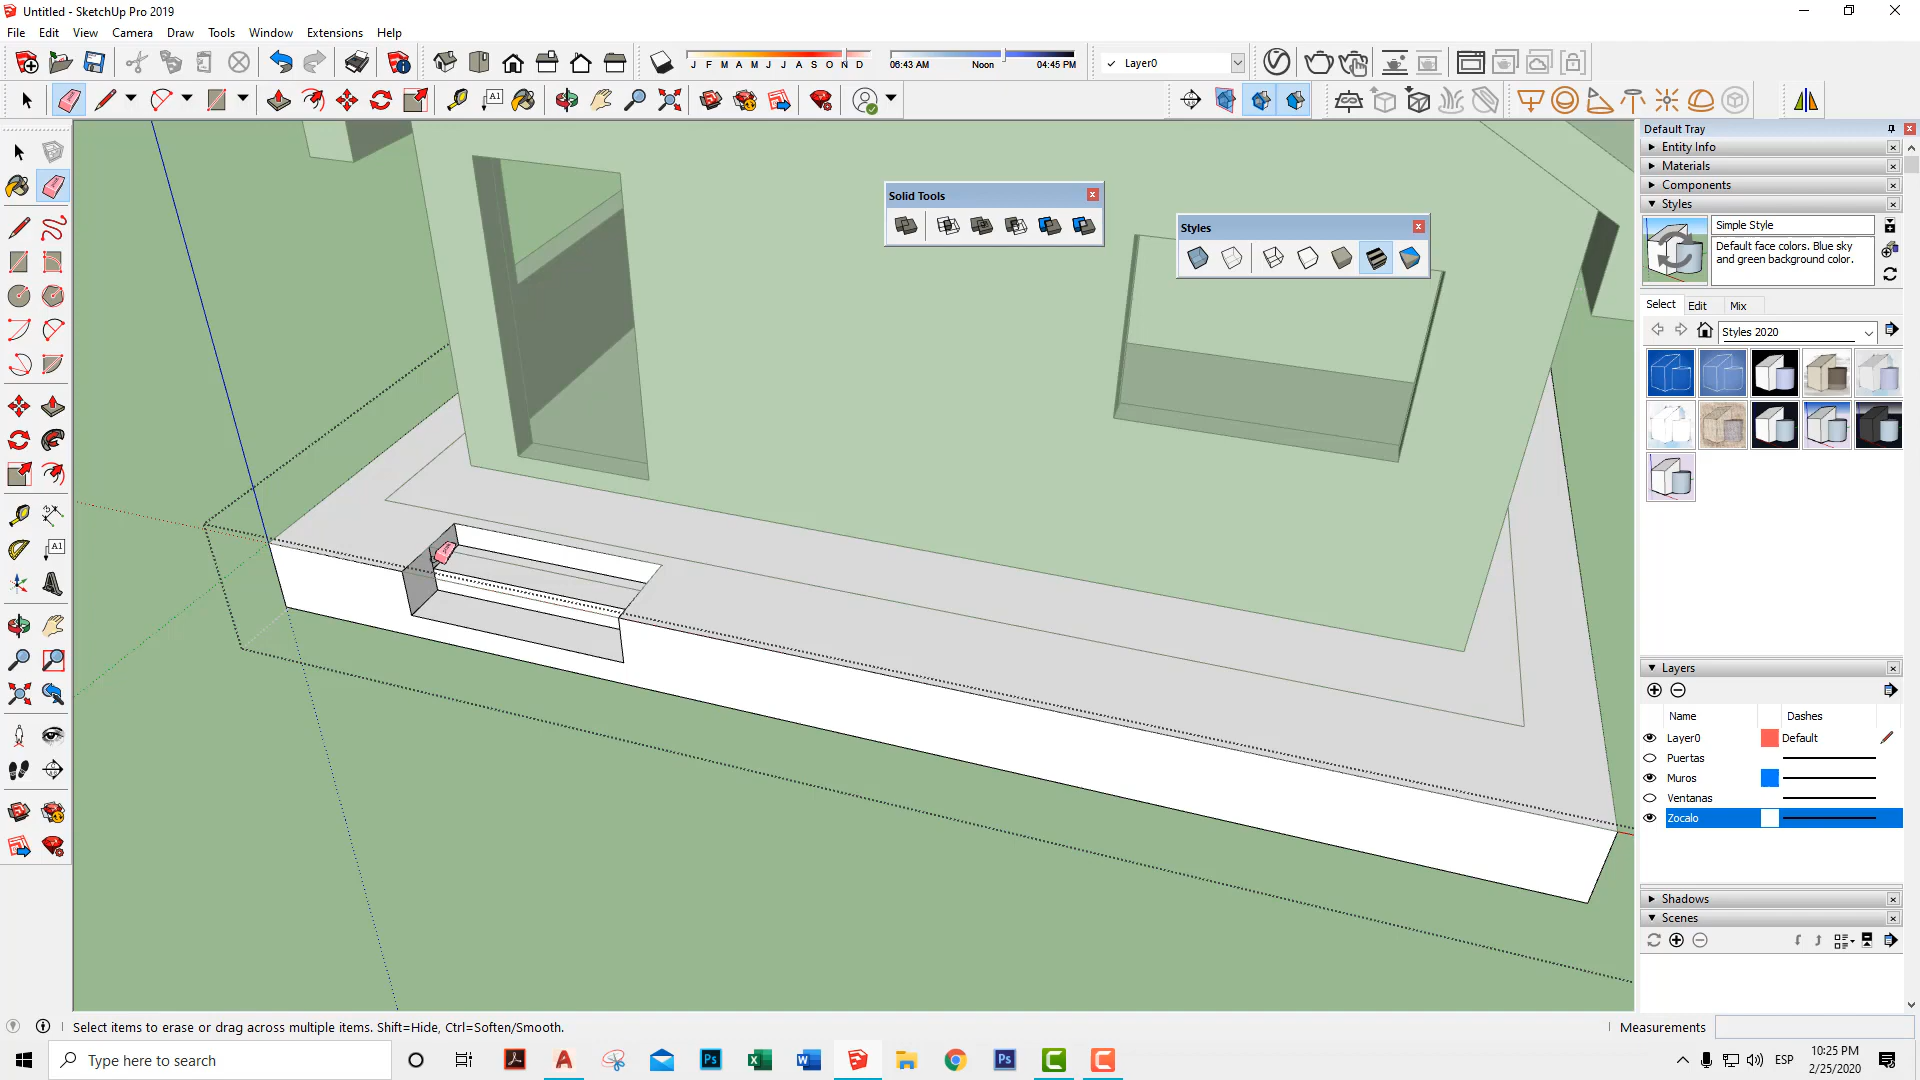 Untitled - SketchUp Pro 2019
File Edit View Camera Draw Tools Window Extensions Help
J F M A M J J A S O N D
06:43 AM Noon 04:45 PM
Layer0
A1
Default Tray
Entity Info
Materials
Components
Styles
Simple Style
Default face colors. Blue sky
and green background color.
Select Edit Mix
Styles 2020
Solid Tools
Styles
A1
Layers
Name Dashes
Layer0 Default
Puertas
Muros
Ventanas
Zocalo
Shadows
Scenes
Select items to erase or drag across multiple items. Shift=Hide, Ctrl=Soften/Smooth.
Measurements
Type here to search
ESP
10:25 PM
2/25/2020